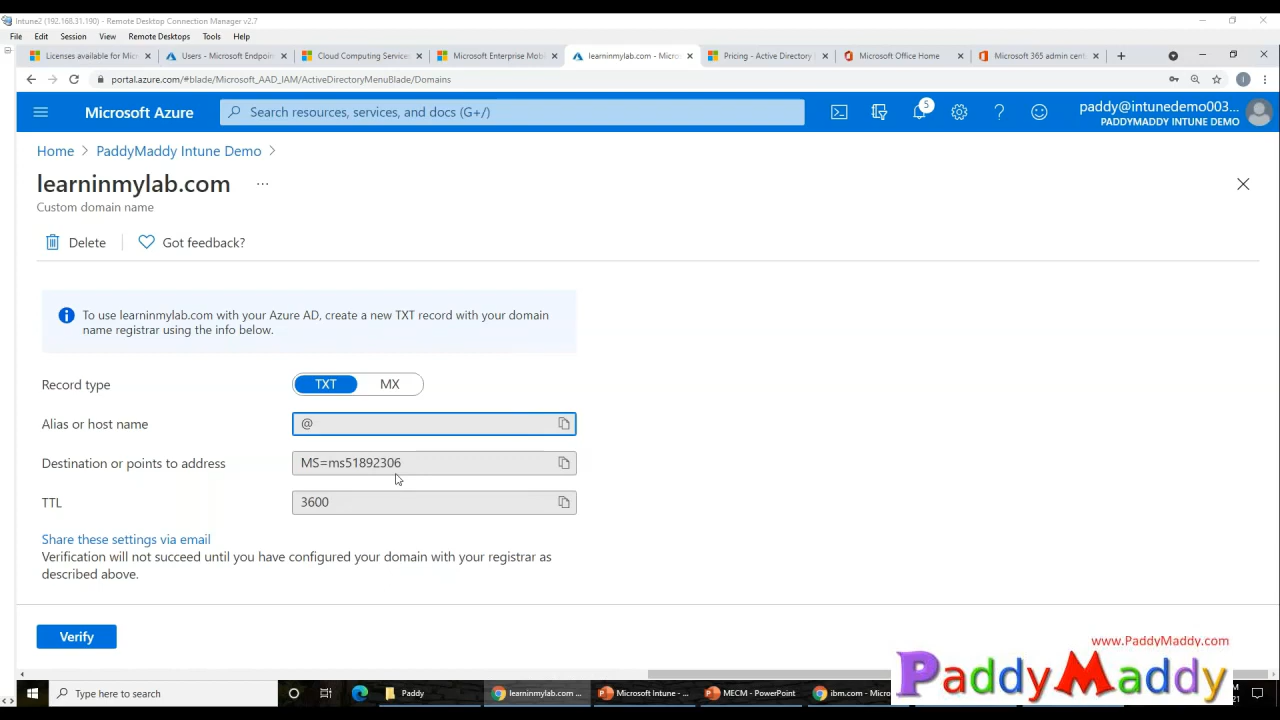 Intune2 (192.168.31.190) - Remote Desktop Connection Manager v2.7
File Edit Session View Remote Desktops Tools Help
Licenses available for Micros
Users - Microsoft Endpoin
Cloud Computing Services
Microsoft Enterprise Mobi
learninmylab.com - Micros
Pricing - Active Directory
Microsoft Office Home
Microsoft 365 admin cent
portal.azure.com/#blade/Microsoft_AAD_IAM/ActiveDirectoryMenuBlade/Domains
Microsoft Azure
Search resources, services, and docs (G+/)
5
paddy@intunedemo003...
PADDYMADDY INTUNE DEMO
Home > PaddyMaddy Intune Demo >
learninmylab.com ...
Custom domain name
Delete
Got feedback?
To use learninmylab.com with your Azure AD, create a new TXT record with your domain
name registrar using the info below.
Record type
TXT MX
Alias or host name
@
Destination or points to address
MS=ms51892306
TTL
3600
Share these settings via email
Verification will not succeed until you have configured your domain with your registrar as
described above.
Verify
www.PaddyMaddy.com
PaddyMaddy
Type here to search
Paddy
learninmylab.com ...
Microsoft Intune - ...
MECM - PowerPoint
ibm.com - Micros